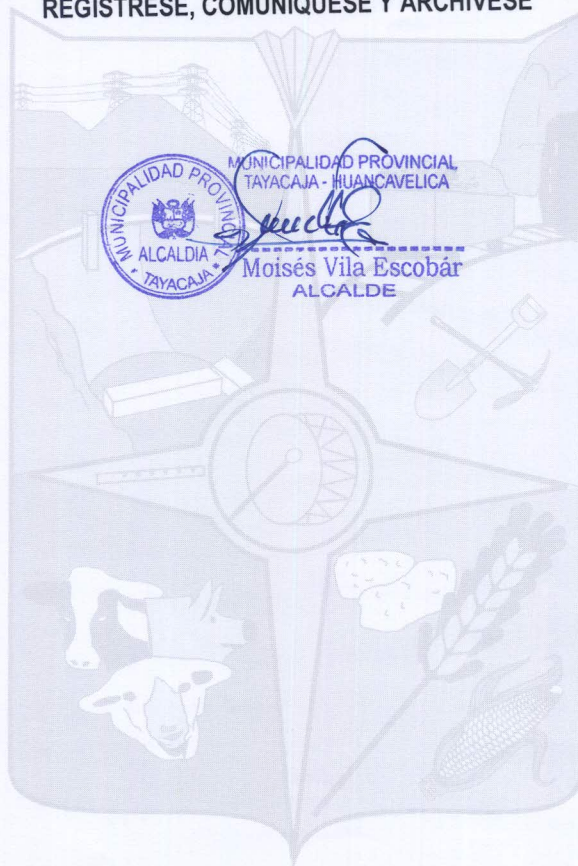 REGÍSTRESE, COMUNÍQUESE Y ARCHÍVESE
MUNICIPALIDAD PROVINCIAL
TAYACAJA
ALCALDIA
MUNICIPALIDAD PROVINCIAL
TAYACAJA - HUANCAVELICA
Moisés Vila Escobár
ALCALDE